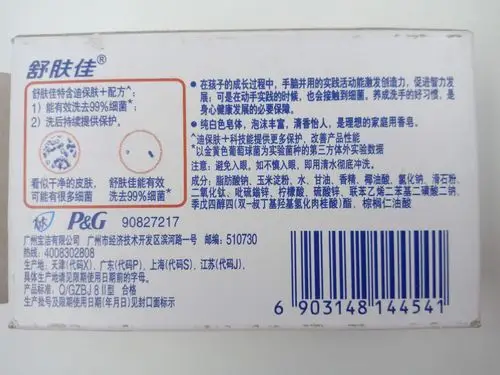 舒肤佳®
舒肤佳特含迪保肤+配方^:
1) 能有效洗去99%细菌*;
2) 洗后持续提供保护。
看似干净的皮肤, 可能有很多细菌
舒肤佳能有效洗去99%细菌*
P&G 90827217
● 在孩子的成长过程中，手脑并用的实践活动能激发创造力，促进智力发
展；可是在动手实践的时候，也会接触到细菌，养成洗手的好习惯，是
身心健康发展的必要保障。
● 纯白色皂体，泡沫丰富，清香怡人，是理想的家庭用香皂。
^迪保肤+科技能提供更多保护，改善产品性能
*以金黄色葡萄球菌为实验菌种的第三方体外实验数据
注意：避免入眼。如不慎入眼，即用清水彻底冲洗。
成分：脂肪酸钠、玉米淀粉、水、甘油、香精、椰油酸、氯化钠、滑石粉、
二氧化钛、吡硫鎓锌、柠檬酸、硫酸锌、联苯乙烯二苯基二磺酸二钠、
季戊四醇四（双-叔丁基羟基氢化肉桂酸）酯、棕榈仁油酸
广州宝洁有限公司 广州市经济技术开发区滨河路一号 邮编: 510730
热线: 4008302808
生产地: 天津(代码X)、广东(代码P)、上海(代码S)、江苏(代码J)，
具体生产地请见限期使用日期前的字母。
产品标准: Q/GZBJ 8 II型 合格
生产批号及限期使用日期(年月日)见封口面标示
6 903148 144541